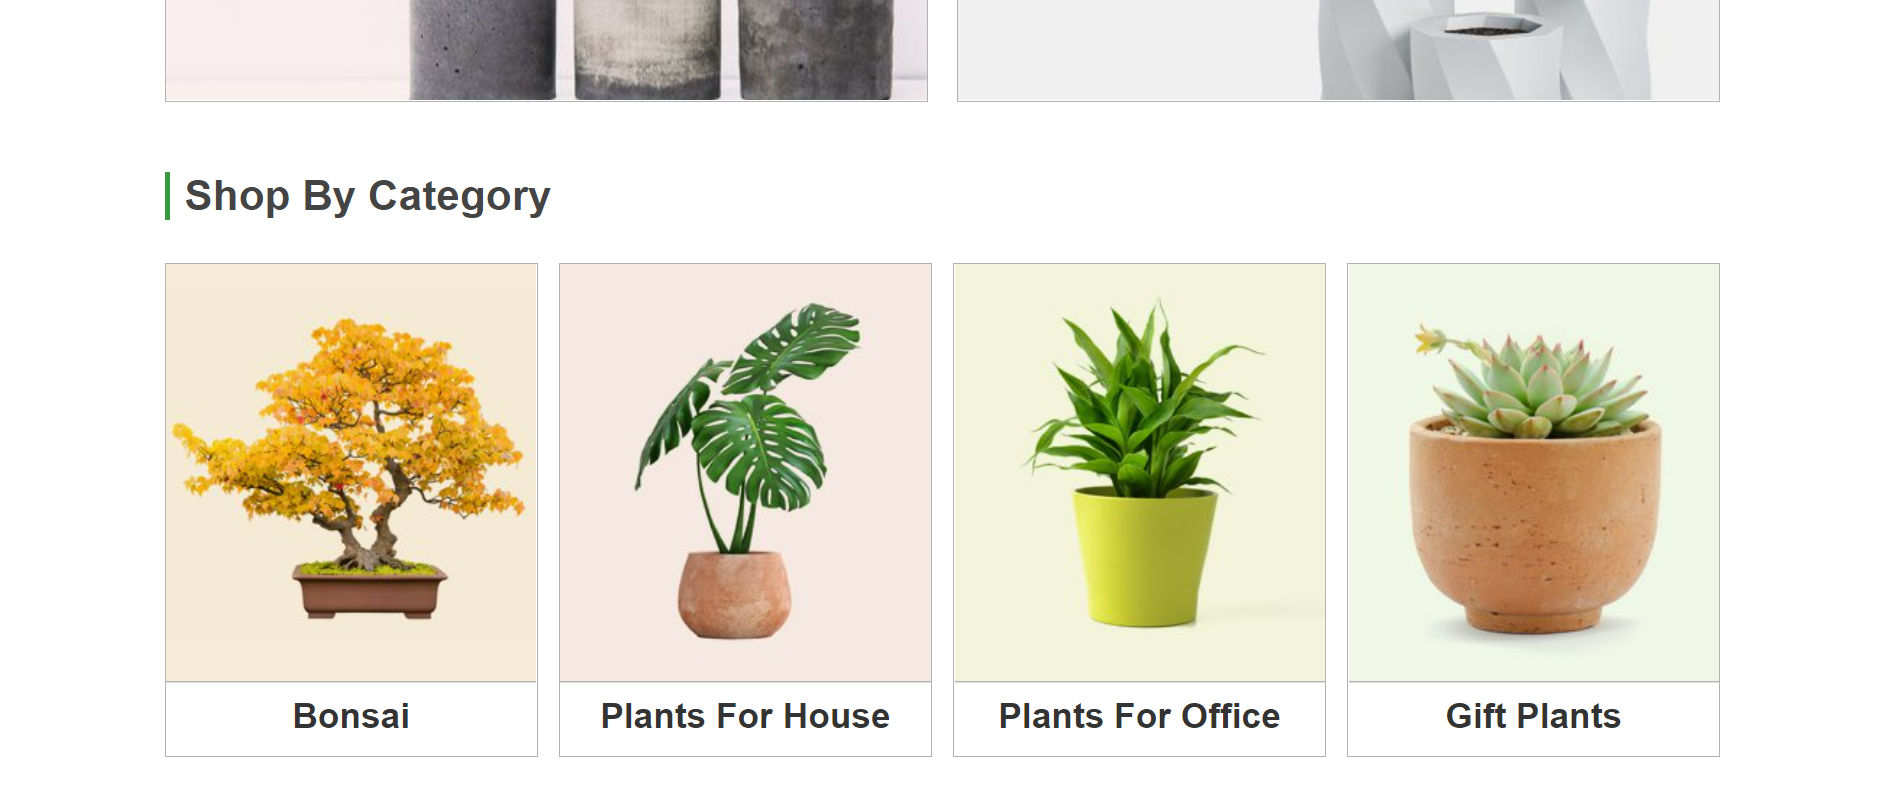 Shop By Category
Bonsai
Plants For House
Plants For Office
Gift Plants